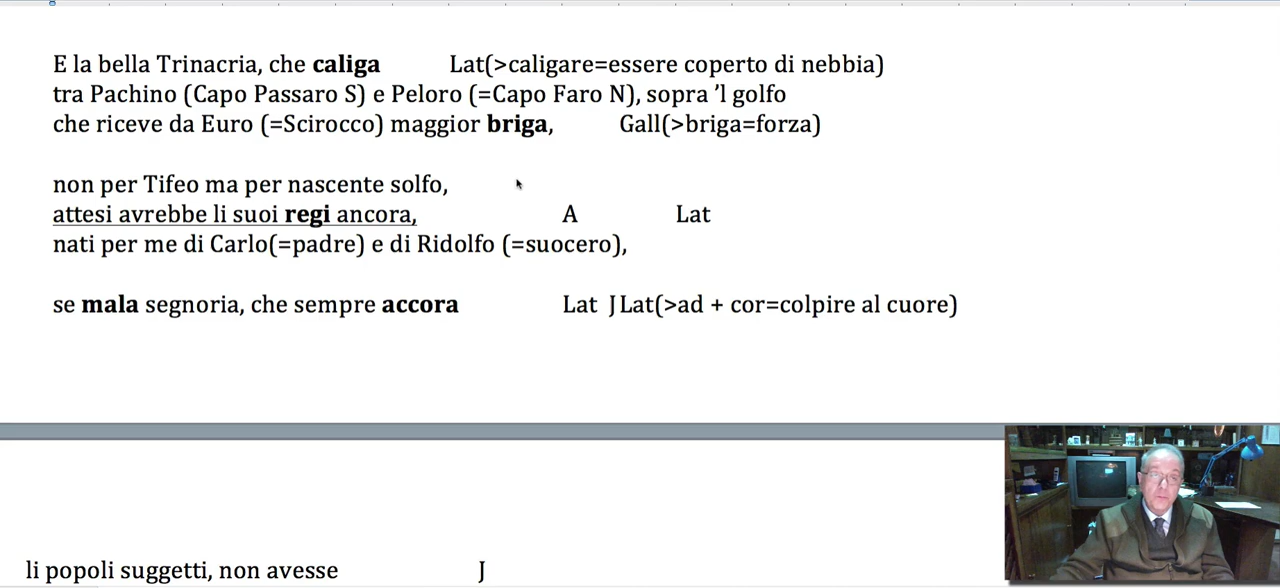 E la bella Trinacria, che caliga Lat(>caligare=essere coperto di nebbia)
tra Pachino (Capo Passaro S) e Peloro (=Capo Faro N), sopra ’l golfo
che riceve da Euro (=Scirocco) maggior briga, Gall(>briga=forza)
non per Tifeo ma per nascente solfo,
attesi avrebbe li suoi regi ancora, A Lat
nati per me di Carlo(=padre) e di Ridolfo (=suocero),
se mala segnoria, che sempre accora Lat J Lat(>ad + cor=colpire al cuore)
li popoli suggetti, non avesse J